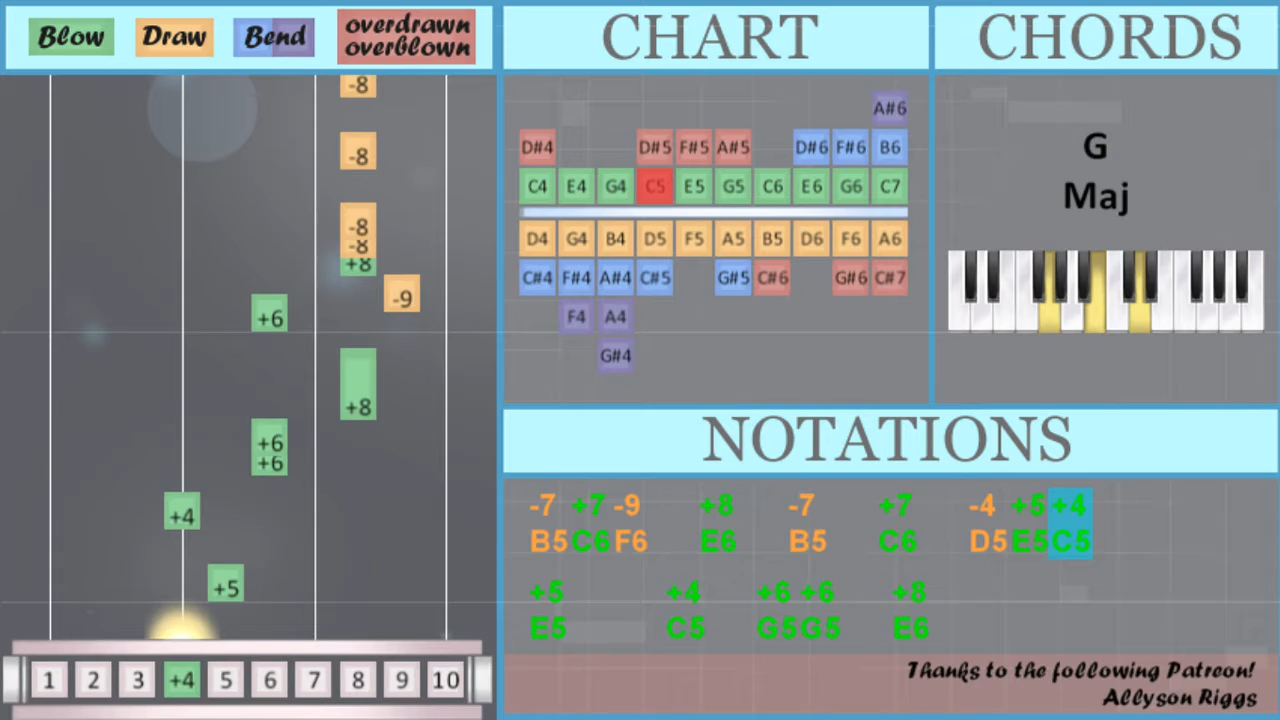 Blow Draw Bend overdrawn overblown
CHART
CHORDS
-8
-8
-8
-8
+8
-9
+6
+8
+6
+6
+4
+5
1 2 3 +4 5 6 7 8 9 10
A#6
D#4 D#5 F#5 A#5 D#6 F#6 B6
C4 E4 G4 C5 E5 G5 C6 E6 G6 C7
D4 G4 B4 D5 F5 A5 B5 D6 F6 A6
C#4 F#4 A#4 C#5 G#5 C#6 G#6 C#7
F4 A4
G#4
G
Maj
NOTATIONS
-7 +7 -9 +8 -7 +7 -4 +5 +4
B5 C6 F6 E6 B5 C6 D5 E5 C5
+5 +4 +6 +6 +8
E5 C5 G5 G5 E6
Thanks to the following Patreon!
Allyson Riggs